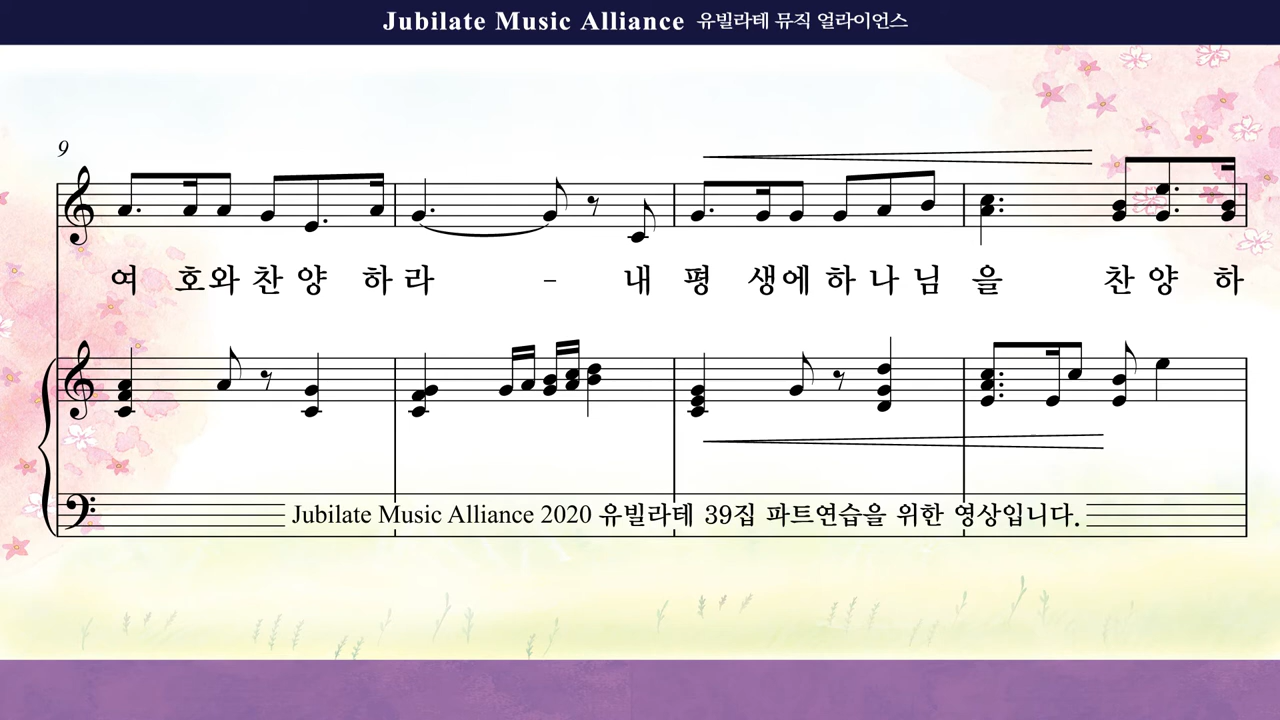 Jubilate Music Alliance 유빌라테 뮤직 얼라이언스
9
여 호와 찬 양 하 라 - 내 평 생에 하 나 님 을 찬 양 하
Jubilate Music Alliance 2020 유빌라테 39집 파트연습을 위한 영상입니다.